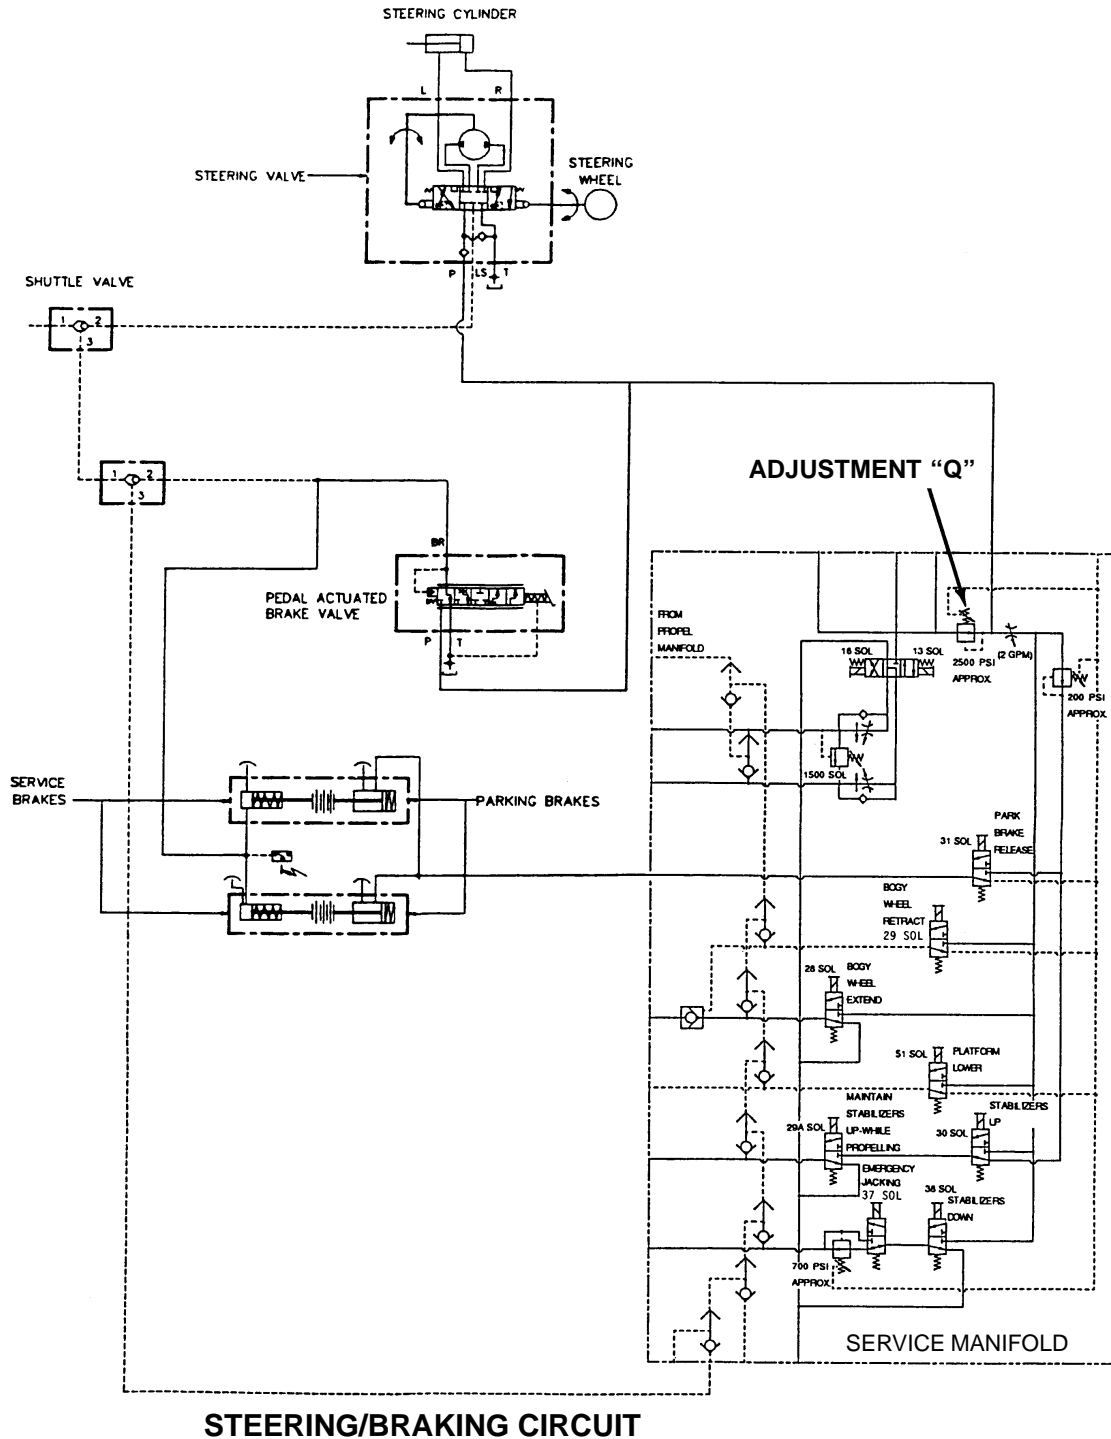 STEERING CYLINDER
L
R
STEERING VALVE
STEERING
WHEEL
P
LS
T
SHUTTLE VALVE
1
2
3
1
2
3
ADJUSTMENT “Q”
BR
PEDAL ACTUATED
BRAKE VALVE
P
T
FROM
PROPEL
MANIFOLD
16 SOL
13 SOL
2500 PSI
APPROX.
(2 GPM)
200 PSI
APPROX.
1500 SOL
SERVICE
BRAKES
PARKING BRAKES
31 SOL
PARK
BRAKE
RELEASE
BOGY
WHEEL
RETRACT
29 SOL
28 SOL
BOGY
WHEEL
EXTEND
51 SOL
PLATFORM
LOWER
MAINTAIN
STABILIZERS
UP-WHILE
PROPELLING
29A SOL
STABILIZERS
UP
30 SOL
EMERGENCY
JACKING
37 SOL
38 SOL
STABILIZERS
DOWN
700 PSI
APPROX.
SERVICE MANIFOLD
STEERING/BRAKING CIRCUIT